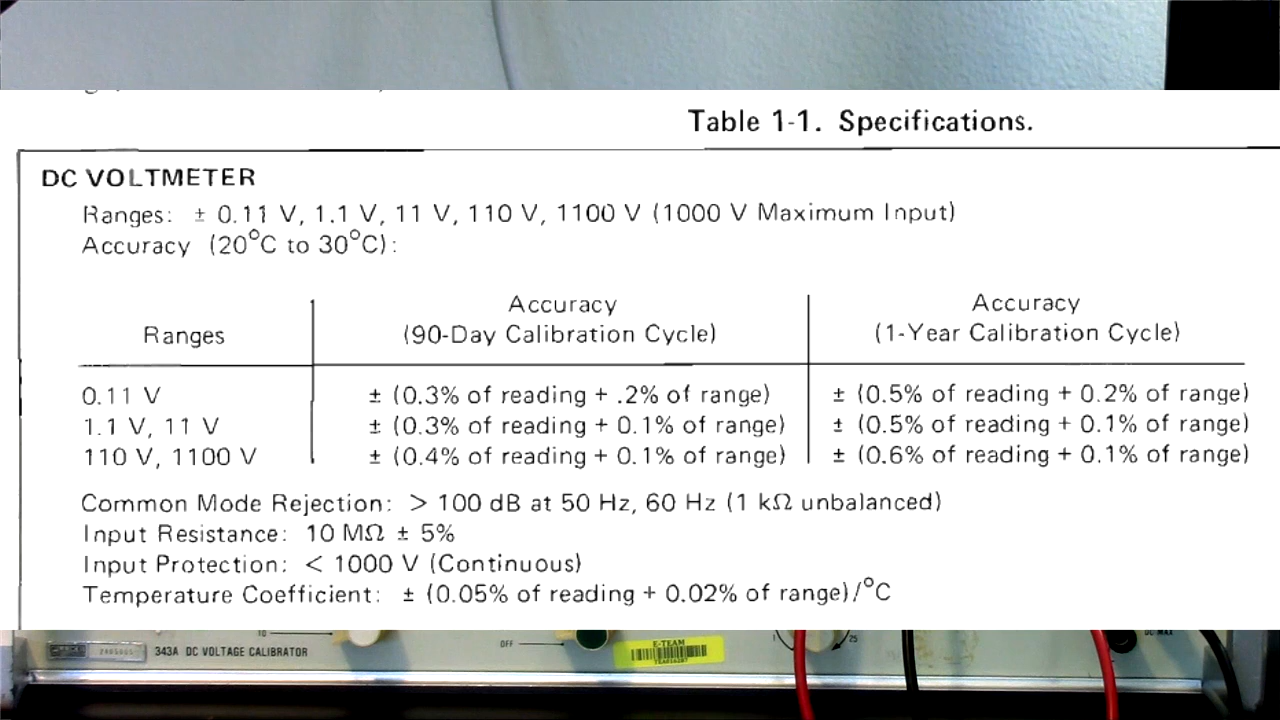 Table 1-1. Specifications.
DC VOLTMETER
Ranges: ± 0.11 V, 1.1 V, 11 V, 110 V, 1100 V (1000 V Maximum Input)
Accuracy (20°C to 30°C):
Ranges
Accuracy
(90-Day Calibration Cycle)
Accuracy
(1-Year Calibration Cycle)
0.11 V ± (0.3% of reading + .2% of range) ± (0.5% of reading + 0.2% of range)
1.1 V, 11 V ± (0.3% of reading + 0.1% of range) ± (0.5% of reading + 0.1% of range)
110 V, 1100 V ± (0.4% of reading + 0.1% of range) ± (0.6% of reading + 0.1% of range)
Common Mode Rejection: > 100 dB at 50 Hz, 60 Hz (1 kΩ unbalanced)
Input Resistance: 10 MΩ ± 5%
Input Protection: < 1000 V (Continuous)
Temperature Coefficient: ± (0.05% of reading + 0.02% of range)/°C
10
OFF
1
25
343A DC VOLTAGE CALIBRATOR
E-TEAM